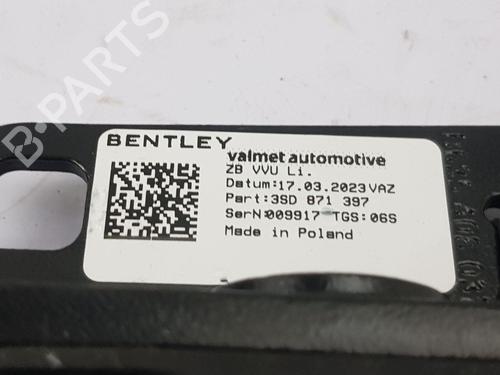 BENTLEY
valmet automotive
ZB VVU Li.
Datum:17.03.2023 VAZ
Part:3SD 871 397
SerN:009917 TGS:06S
Made in Poland
B-PARTS